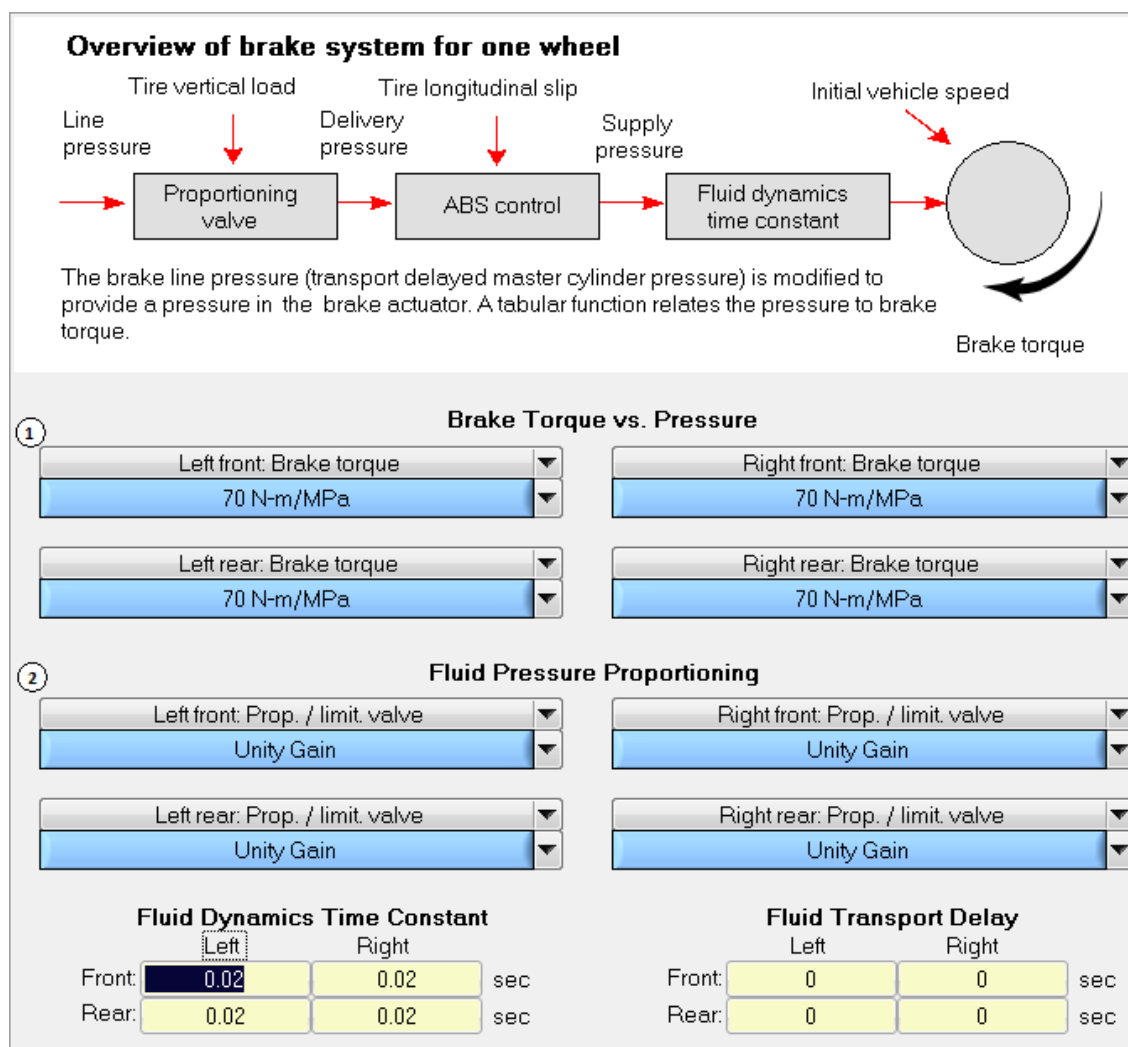 Overview of brake system for one wheel
Tire vertical load
Tire longitudinal slip
Initial vehicle speed
Line
pressure
Delivery
pressure
Supply
pressure
Proportioning
valve
ABS control
Fluid dynamics
time constant
The brake line pressure (transport delayed master cylinder pressure) is modified to
provide a pressure in the brake actuator. A tabular function relates the pressure to brake
torque.
Brake torque
1
Brake Torque vs. Pressure
Left front: Brake torque
Right front: Brake torque
70 N-m/MPa
70 N-m/MPa
Left rear: Brake torque
Right rear: Brake torque
70 N-m/MPa
70 N-m/MPa
2
Fluid Pressure Proportioning
Left front: Prop. / limit. valve
Right front: Prop. / limit. valve
Unity Gain
Unity Gain
Left rear: Prop. / limit. valve
Right rear: Prop. / limit. valve
Unity Gain
Unity Gain
Fluid Dynamics Time Constant
Left Right
Front: 0.02 0.02 sec
Rear: 0.02 0.02 sec
Fluid Transport Delay
Left Right
Front: 0 0 sec
Rear: 0 0 sec